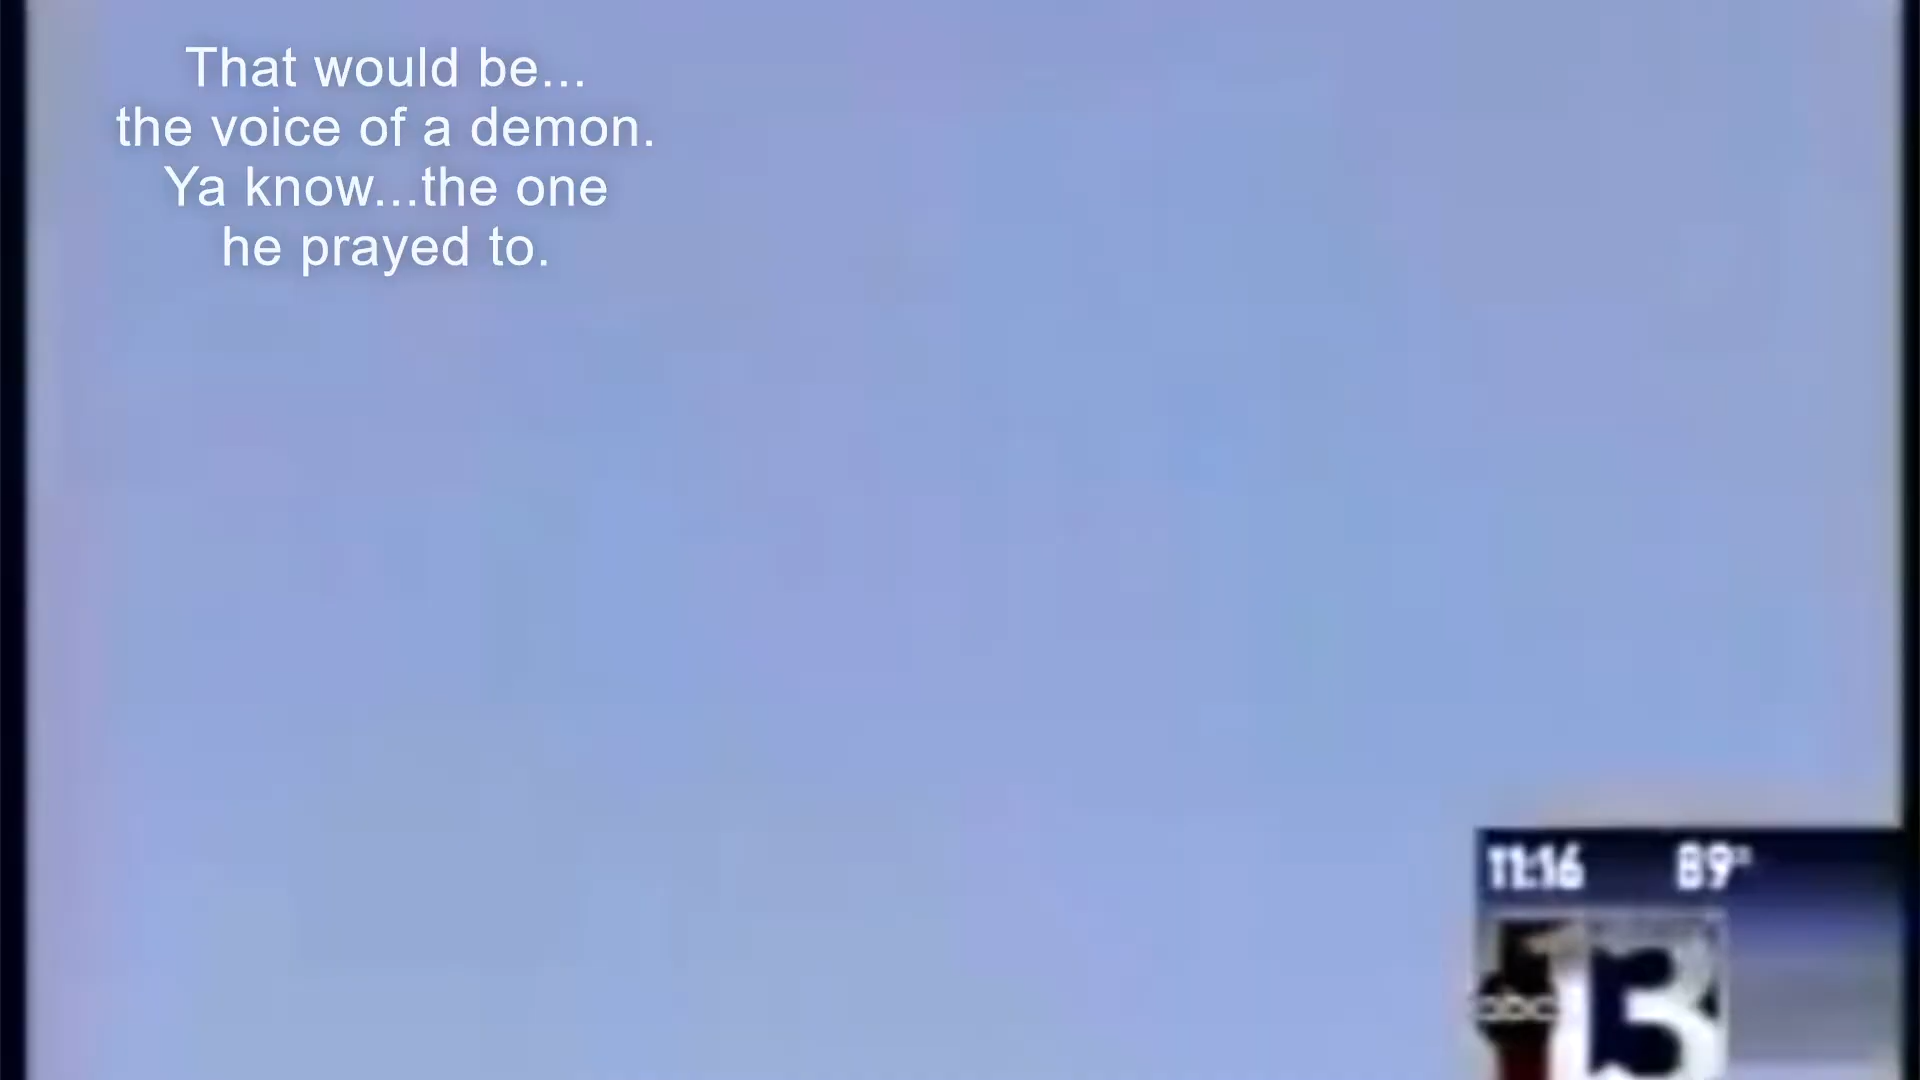 That would be...
the voice of a demon.
Ya know...the one
he prayed to.
11:16 89°
abc 13